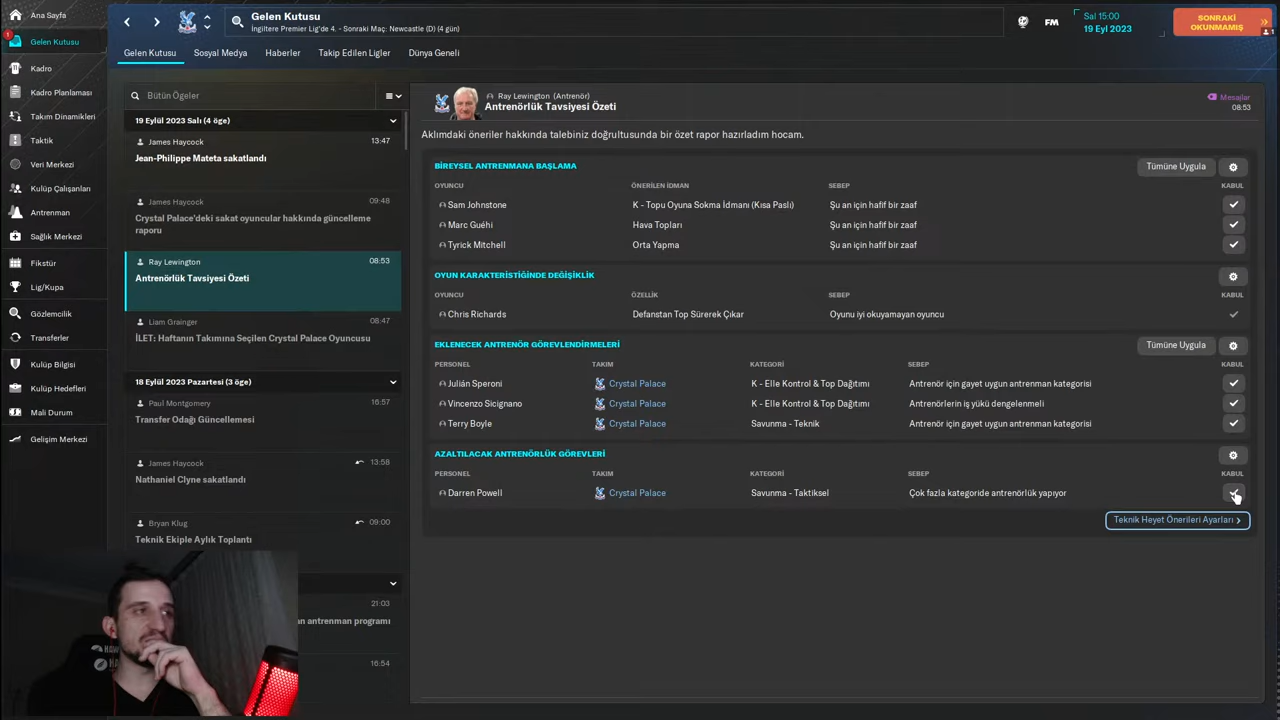 Ana Sayfa
1
Gelen Kutusu
Kadro
Kadro Planlaması
Takım Dinamikleri
Taktik
Veri Merkezi
Kulüp Çalışanları
Antrenman
Sağlık Merkezi
Fikstür
Lig/Kupa
Gözlemcilik
Transferler
Kulüp Bilgisi
Kulüp Hedefleri
Mali Durum
Gelişim Merkezi
Gelen Kutusu
İngiltere Premier Lig'de 4. - Sonraki Maç: Newcastle (D) (4 gün)
FM
Sal 15:00
19 Eyl 2023
SONRAKİ
OKUNMAMIŞ
1
Gelen Kutusu
Sosyal Medya
Haberler
Takip Edilen Ligler
Dünya Geneli
Bütün Ögeler
19 Eylül 2023 Salı (4 öge)
James Haycock 13:47
Jean-Philippe Mateta sakatlandı
James Haycock 09:48
Crystal Palace'deki sakat oyuncular hakkında güncelleme
raporu
Ray Lewington 08:53
Antrenörlük Tavsiyesi Özeti
Liam Grainger 08:47
İLET: Haftanın Takımına Seçilen Crystal Palace Oyuncusu
18 Eylül 2023 Pazartesi (3 öge)
Paul Montgomery 16:57
Transfer Odağı Güncellemesi
James Haycock 13:58
Nathaniel Clyne sakatlandı
Bryan Klug 09:00
Teknik Ekiple Aylık Toplantı
21:03
an antrenman programı
16:54
Ray Lewington (Antrenör)
Antrenörlük Tavsiyesi Özeti
Mesajlar
08:53
Aklımdaki öneriler hakkında talebiniz doğrultusunda bir özet rapor hazırladım hocam.
BİREYSEL ANTRENMANA BAŞLAMA Tümüne Uygula
OYUNCU ÖNERİLEN İDMAN SEBEP KABUL
Sam Johnstone K - Topu Oyuna Sokma İdmanı (Kısa Paslı) Şu an için hafif bir zaaf
Marc Guéhi Hava Topları Şu an için hafif bir zaaf
Tyrick Mitchell Orta Yapma Şu an için hafif bir zaaf
OYUN KARAKTERİSTİĞİNDE DEĞİŞİKLİK
OYUNCU ÖZELLİK SEBEP KABUL
Chris Richards Defanstan Top Sürerek Çıkar Oyunu iyi okuyamayan oyuncu
EKLENECEK ANTRENÖR GÖREVLENDİRMELERİ Tümüne Uygula
PERSONEL TAKIM KATEGORİ SEBEP KABUL
Julián Speroni Crystal Palace K - Elle Kontrol & Top Dağıtımı Antrenör için gayet uygun antrenman kategorisi
Vincenzo Sicignano Crystal Palace K - Elle Kontrol & Top Dağıtımı Antrenörlerin iş yükü dengelenmeli
Terry Boyle Crystal Palace Savunma - Teknik Antrenör için gayet uygun antrenman kategorisi
AZALTILACAK ANTRENÖRLÜK GÖREVLERİ
PERSONEL TAKIM KATEGORİ SEBEP KABUL
Darren Powell Crystal Palace Savunma - Taktiksel Çok fazla kategoride antrenörlük yapıyor
Teknik Heyet Önerileri Ayarları